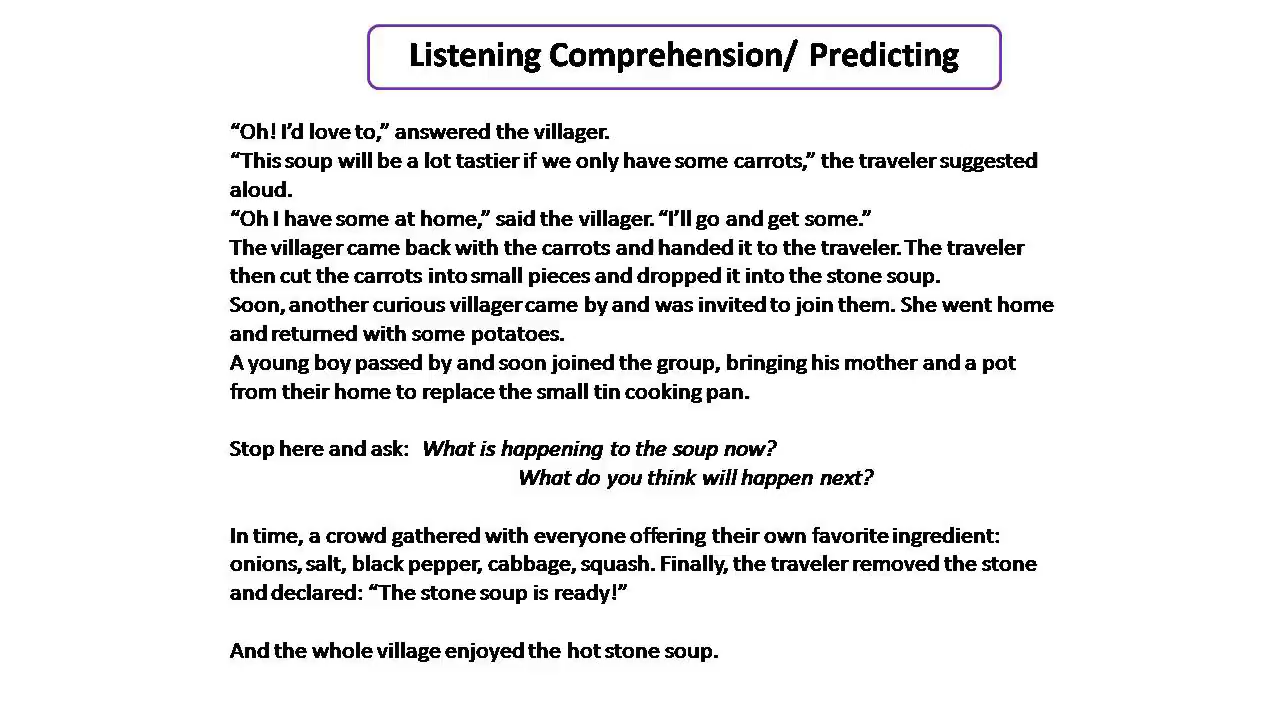 Listening Comprehension/ Predicting
“Oh! I’d love to,” answered the villager.
“This soup will be a lot tastier if we only have some carrots,” the traveler suggested
aloud.
“Oh I have some at home,” said the villager. “I’ll go and get some.”
The villager came back with the carrots and handed it to the traveler. The traveler
then cut the carrots into small pieces and dropped it into the stone soup.
Soon, another curious villager came by and was invited to join them. She went home
and returned with some potatoes.
A young boy passed by and soon joined the group, bringing his mother and a pot
from their home to replace the small tin cooking pan.
Stop here and ask: What is happening to the soup now?
What do you think will happen next?
In time, a crowd gathered with everyone offering their own favorite ingredient:
onions, salt, black pepper, cabbage, squash. Finally, the traveler removed the stone
and declared: “The stone soup is ready!”
And the whole village enjoyed the hot stone soup.